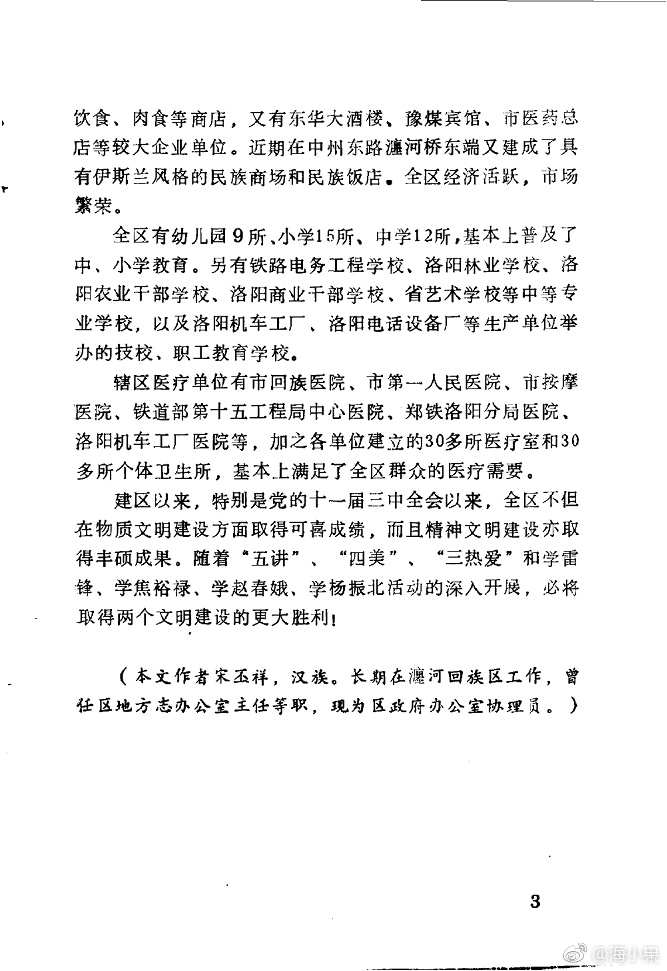 饮食、肉食等商店，又有东华大酒楼、豫煤宾馆、市医药总
店等较大企业单位。近期在中州东路瀍河桥东端又建成了具
有伊斯兰风格的民族商场和民族饭店。全区经济活跃，市场
繁荣。
全区有幼儿园9所、小学15所、中学12所，基本上普及了
中、小学教育。另有铁路电务工程学校、洛阳林业学校、洛
阳农业干部学校、洛阳商业干部学校、省艺术学校等中等专
业学校，以及洛阳机车工厂、洛阳电话设备厂等生产单位举
办的技校、职工教育学校。
辖区医疗单位有市回族医院、市第一人民医院、市按摩
医院、铁道部第十五工程局中心医院、郑铁洛阳分局医院、
洛阳机车工厂医院等，加之各单位建立的30多所医疗室和30
多所个体卫生所，基本上满足了全区群众的医疗需要。
建区以来，特别是党的十一届三中全会以来，全区不但
在物质文明建设方面取得可喜成绩，而且精神文明建设亦取
得丰硕成果。随着“五讲”、“四美”、“三热爱”和学雷
锋、学焦裕禄、学赵春娥、学杨振北活动的深入开展，必将
取得两个文明建设的更大胜利！
（本文作者宋丕祥，汉族。长期在瀍河回族区工作，曾
任区地方志办公室主任等职，现为区政府办公室协理员。）
3
@海小呆